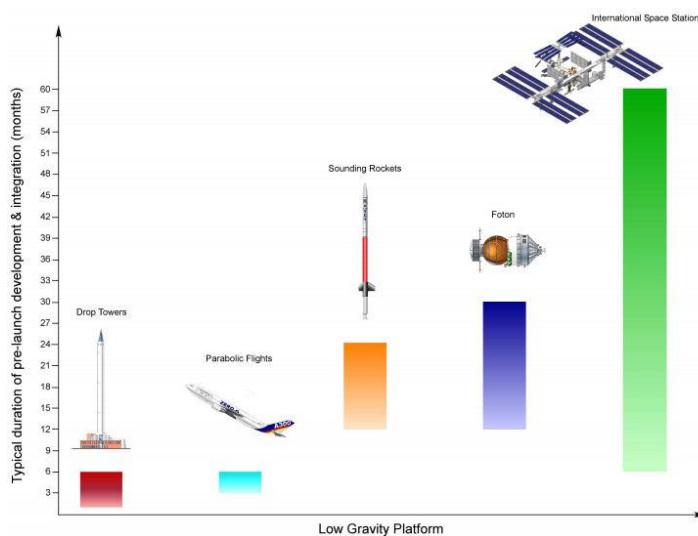 International Space Station
Typical duration of pre-launch development & integration (months)
60
57
54
51
48
45
42
39
36
33
30
27
24
21
18
15
12
9
6
3
Sounding Rockets
Foton
Drop Towers
Parabolic Flights
ZERO-G
A300
Low Gravity Platform